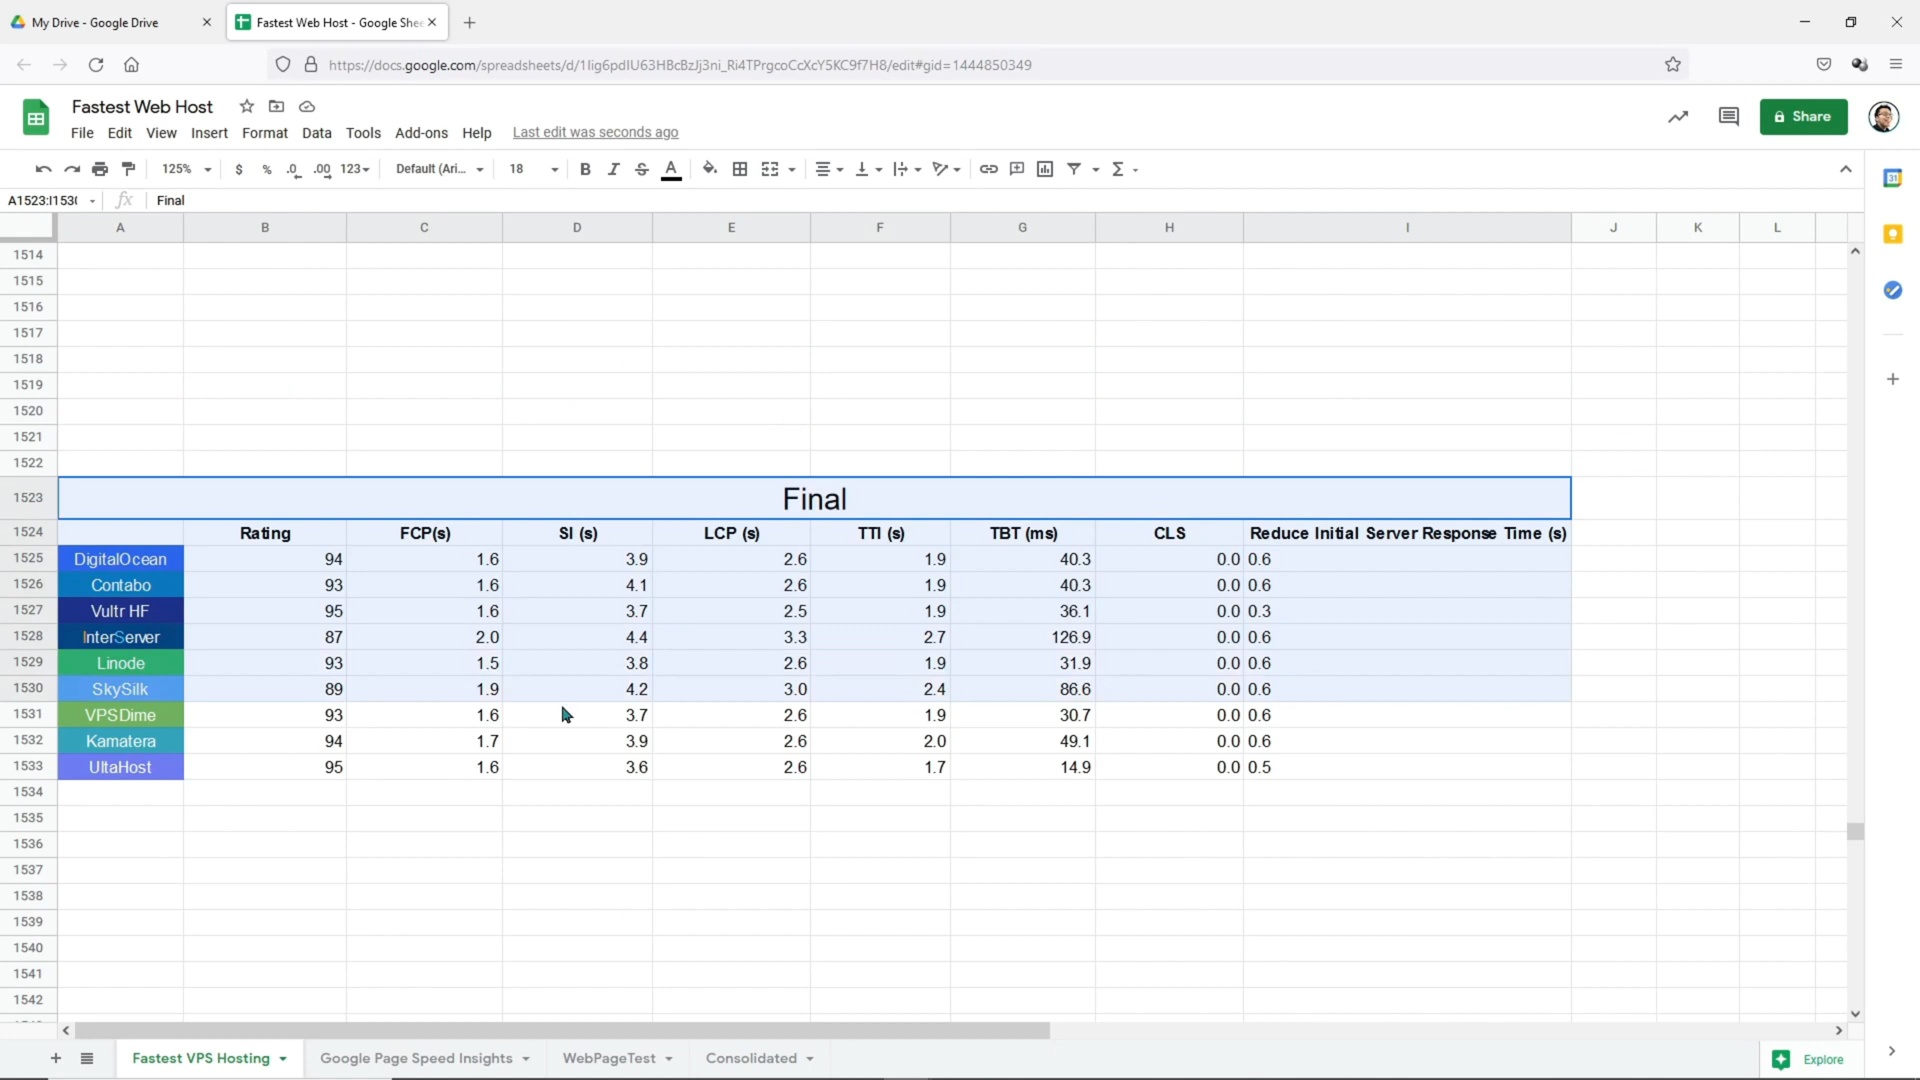 My Drive - Google Drive
Fastest Web Host - Google She
https://docs.google.com/spreadsheets/d/1Iig6pdIU63HBcBzJj3ni_Ri4TPrgcoCcXcY5KC9f7H8/edit#gid=1444850349
Fastest Web Host
File Edit View Insert Format Data Tools Add-ons Help Last edit was seconds ago
Share
125% $ % .0 .00 123 Default (Ari... 18 B I S A
A1523:I1530 fx Final
A B C D E F G H I J K L
1514
1515
1516
1517
1518
1519
1520
1521
1522
1523 Final
1524 Rating FCP(s) SI (s) LCP (s) TTI (s) TBT (ms) CLS Reduce Initial Server Response Time (s)
1525 DigitalOcean 94 1.6 3.9 2.6 1.9 40.3 0.0 0.6
1526 Contabo 93 1.6 4.1 2.6 1.9 40.3 0.0 0.6
1527 Vultr HF 95 1.6 3.7 2.5 1.9 36.1 0.0 0.3
1528 InterServer 87 2.0 4.4 3.3 2.7 126.9 0.0 0.6
1529 Linode 93 1.5 3.8 2.6 1.9 31.9 0.0 0.6
1530 SkySilk 89 1.9 4.2 3.0 2.4 86.6 0.0 0.6
1531 VPSDime 93 1.6 3.7 2.6 1.9 30.7 0.0 0.6
1532 Kamatera 94 1.7 3.9 2.6 2.0 49.1 0.0 0.6
1533 UltaHost 95 1.6 3.6 2.6 1.7 14.9 0.0 0.5
1534
1535
1536
1537
1538
1539
1540
1541
1542
Fastest VPS Hosting Google Page Speed Insights WebPageTest Consolidated Explore